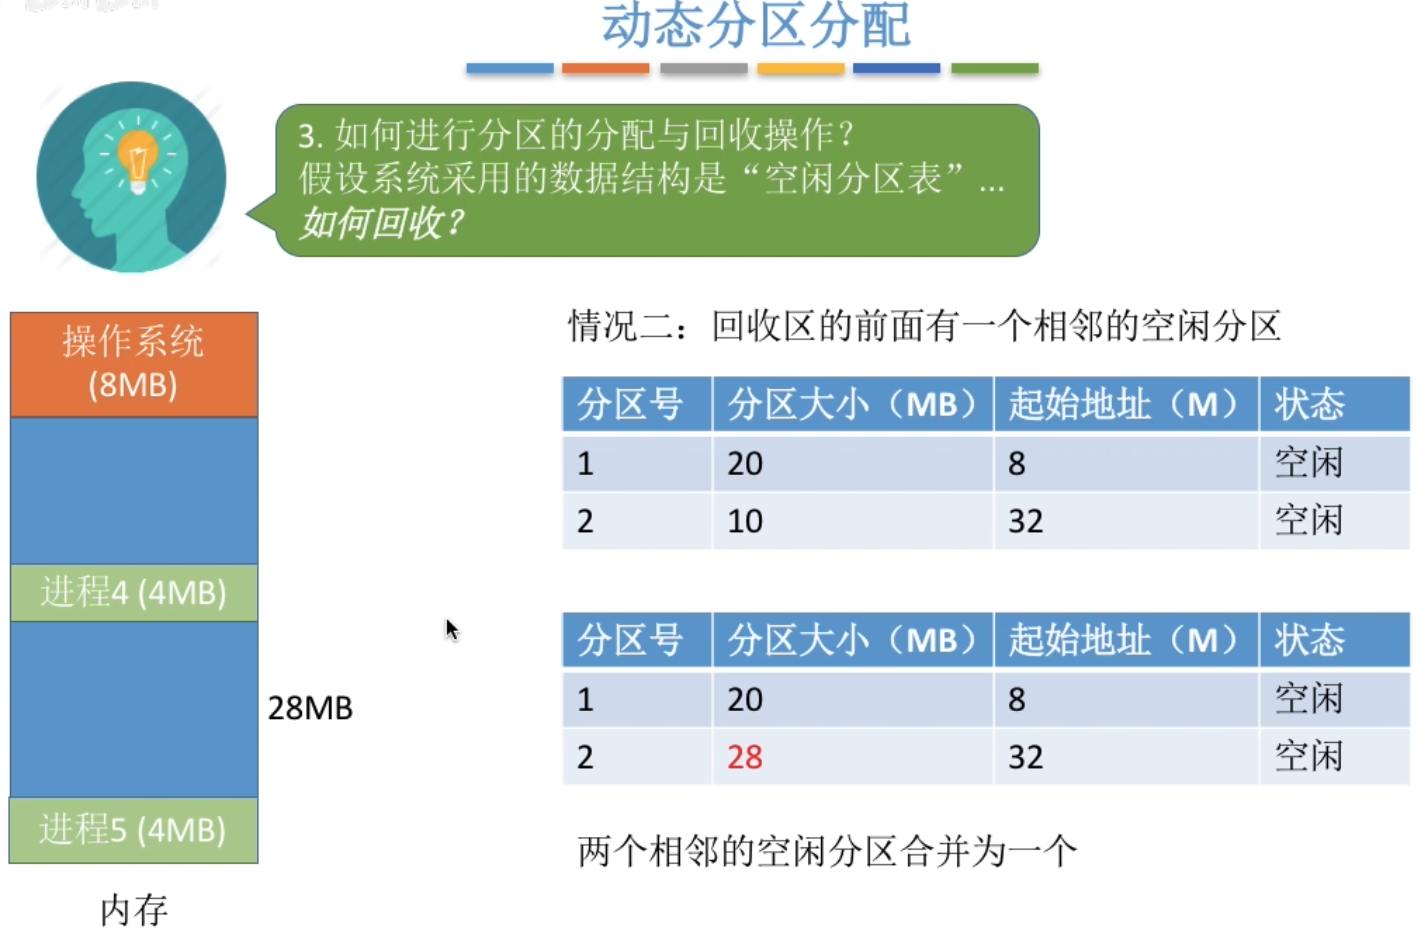 动态分区分配
3. 如何进行分区的分配与回收操作？
假设系统采用的数据结构是“空闲分区表”...
如何回收？
操作系统
(8MB)
进程4 (4MB)
28MB
进程5 (4MB)
内存
情况二：回收区的前面有一个相邻的空闲分区
分区号 分区大小（MB） 起始地址（M） 状态
1 20 8 空闲
2 10 32 空闲
分区号 分区大小（MB） 起始地址（M） 状态
1 20 8 空闲
2 28 32 空闲
两个相邻的空闲分区合并为一个